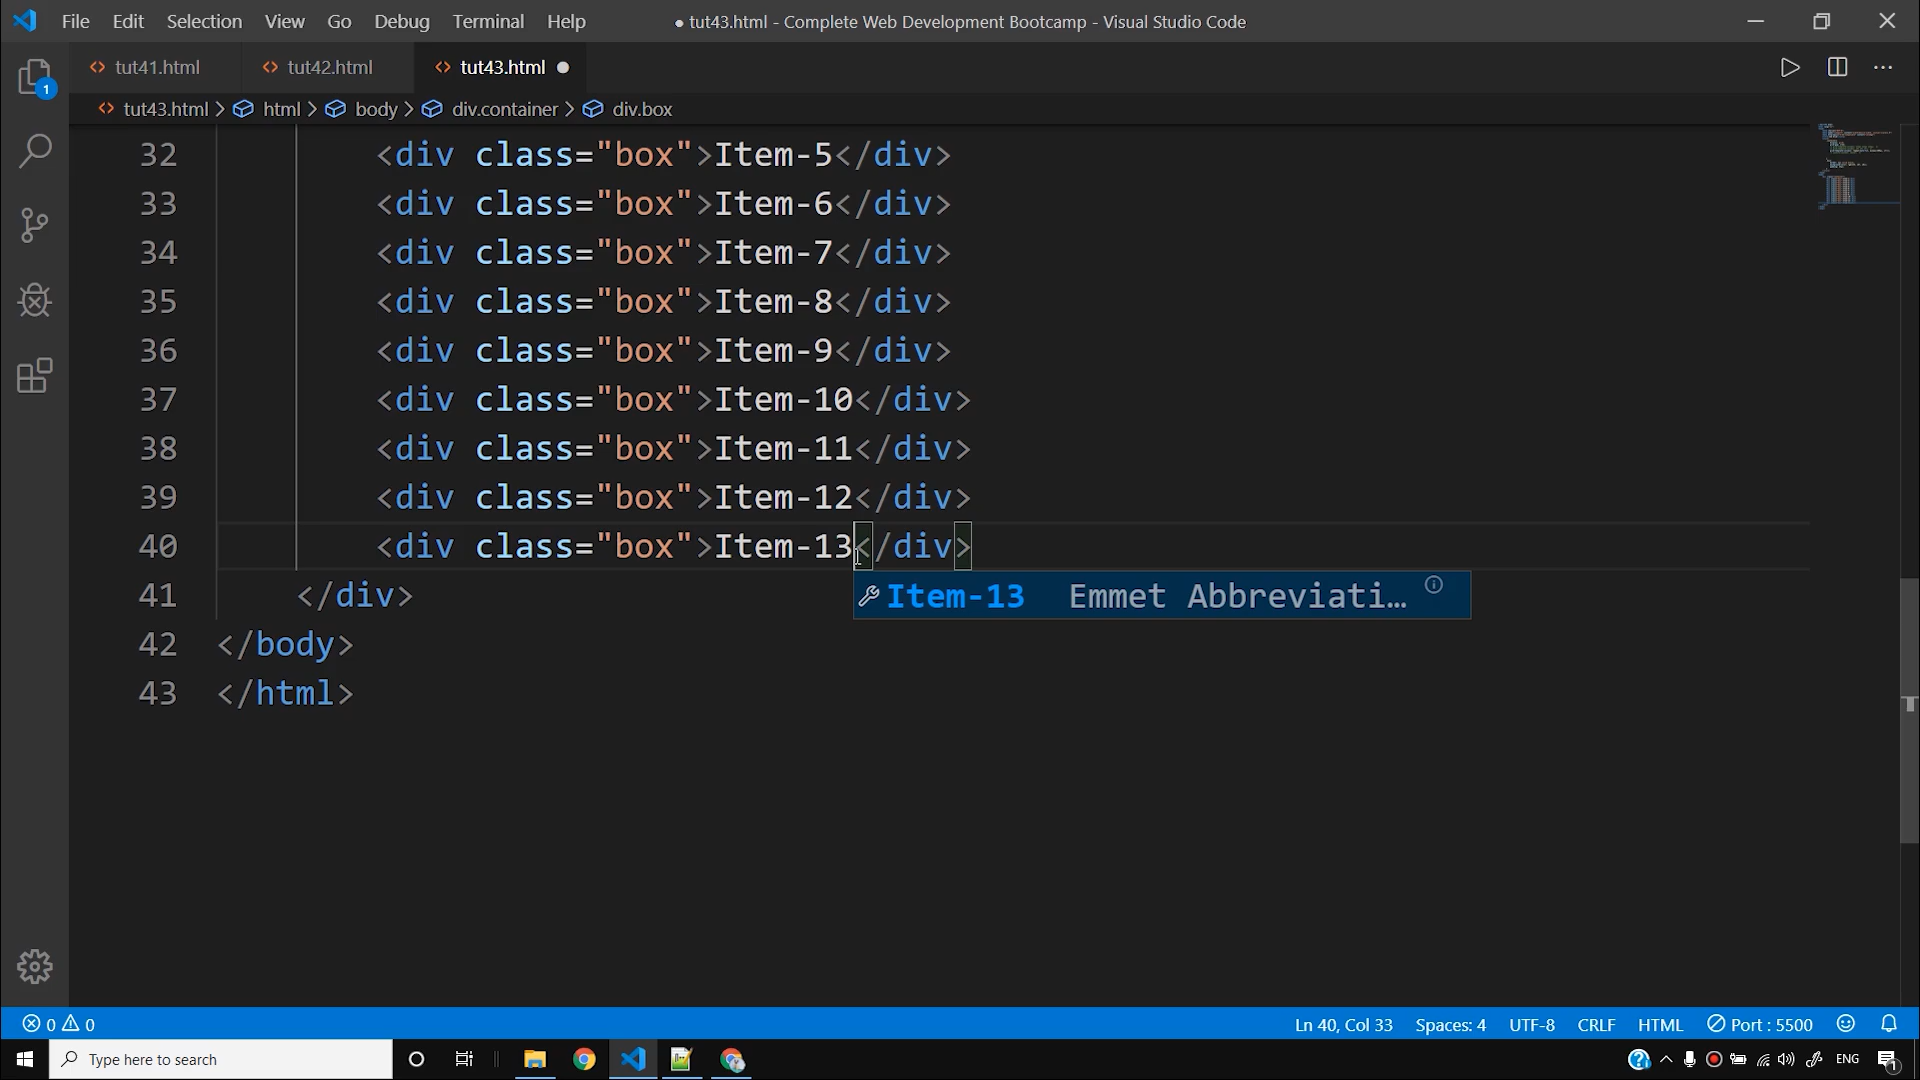 File Edit Selection View Go Debug Terminal Help ● tut43.html - Complete Web Development Bootcamp - Visual Studio Code
tut41.html tut42.html tut43.html
1
tut43.html > html > body > div.container > div.box
32 <div class="box">Item-5</div>
33 <div class="box">Item-6</div>
34 <div class="box">Item-7</div>
35 <div class="box">Item-8</div>
36 <div class="box">Item-9</div>
37 <div class="box">Item-10</div>
38 <div class="box">Item-11</div>
39 <div class="box">Item-12</div>
40 <div class="box">Item-13</div>
Item-13 Emmet Abbreviati…
41 </div>
42 </body>
43 </html>
0 0 Ln 40, Col 33 Spaces: 4 UTF-8 CRLF HTML Port : 5500
Type here to search ENG 1